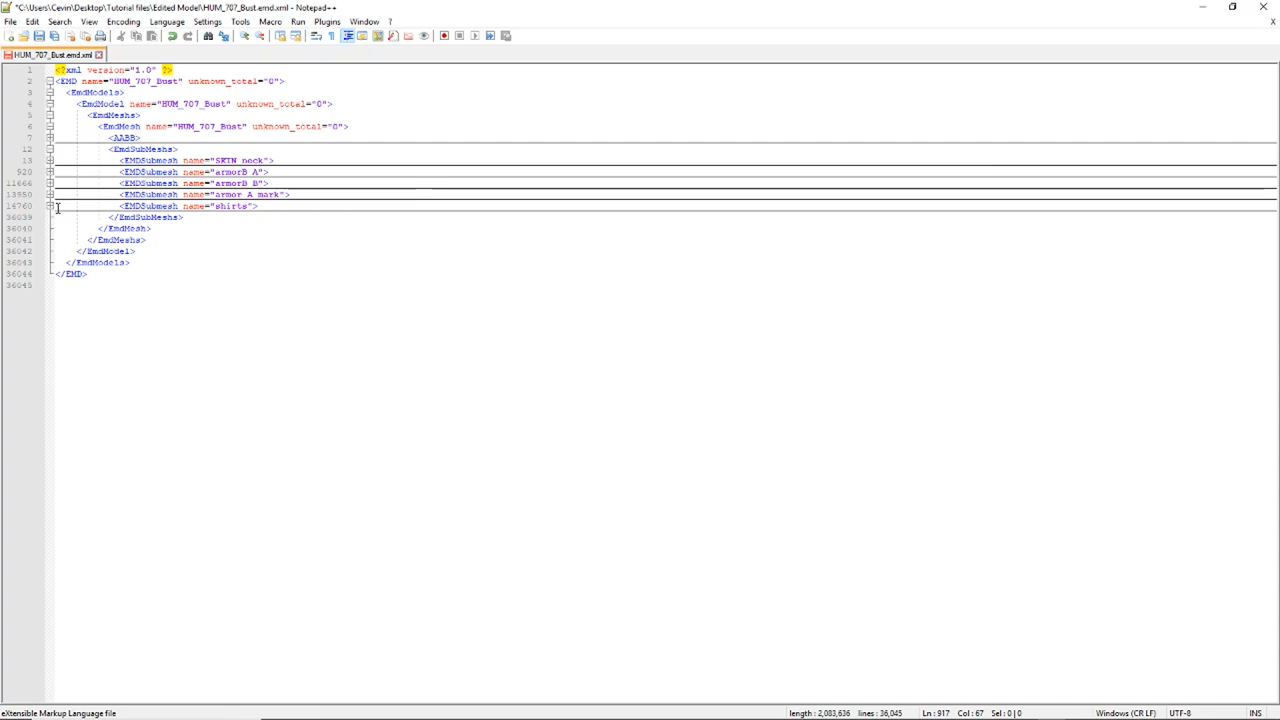 *C:\Users\Cevin\Desktop\Tutorial files\Edited Model\HUM_707_Bust.emd.xml - Notepad++
File Edit Search View Encoding Language Settings Tools Macro Run Plugins Window ? X
HUM_707_Bust.emd.xml
1 <?xml version="1.0" ?>
2 <EMD name="HUM_707_Bust" unknown_total="0">
3 <EmdModels>
4 <EmdModel name="HUM_707_Bust" unknown_total="0">
5 <EmdMeshs>
6 <EmdMesh name="HUM_707_Bust" unknown_total="0">
7 <AABB>
12 <EmdSubMeshs>
13 <EMDSubmesh name="SKIN_neck">
920 <EMDSubmesh name="armorB_A">
11666 <EMDSubmesh name="armorB_B">
13950 <EMDSubmesh name="armor_A_mark">
14760 <EMDSubmesh name="shirts">
36039 </EmdSubMeshs>
36040 </EmdMesh>
36041 </EmdMeshs>
36042 </EmdModel>
36043 </EmdModels>
36044 </EMD>
36045
eXtensible Markup Language file length : 2,083,636 lines : 36,045 Ln : 917 Col : 67 Sel : 0 | 0 Windows (CR LF) UTF-8 INS